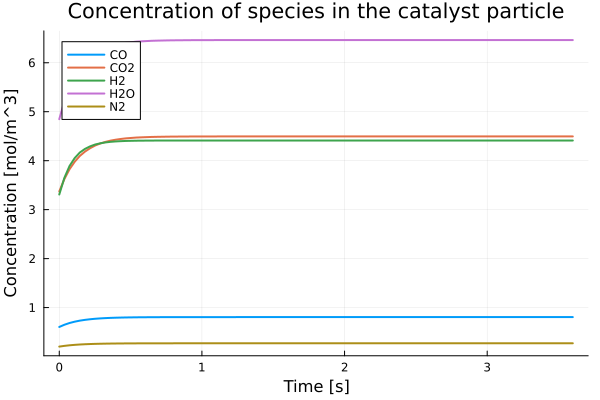 Concentration of species in the catalyst particle
Concentration [mol/m^3]
6
5
4
3
2
1
CO
CO2
H2
H2O
N2
0 1 2 3
Time [s]